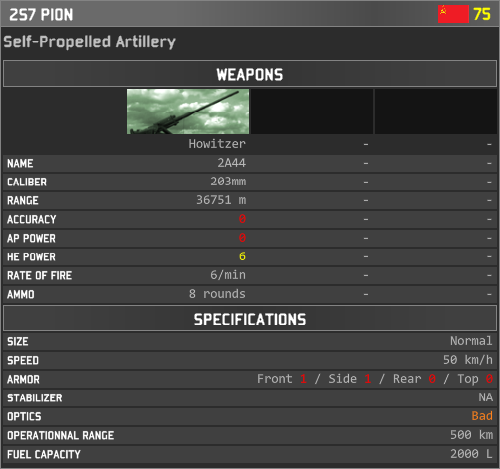 2S7 PION 75
Self-Propelled Artillery
WEAPONS
Howitzer - -
NAME 2A44 - -
CALIBER 203mm - -
RANGE 36751 m - -
ACCURACY 0 - -
AP POWER 0 - -
HE POWER 6 - -
RATE OF FIRE 6/min - -
AMMO 8 rounds - -
SPECIFICATIONS
SIZE Normal
SPEED 50 km/h
ARMOR Front 1 / Side 1 / Rear 0 / Top 0
STABILIZER NA
OPTICS Bad
OPERATIONNAL RANGE 500 km
FUEL CAPACITY 2000 L